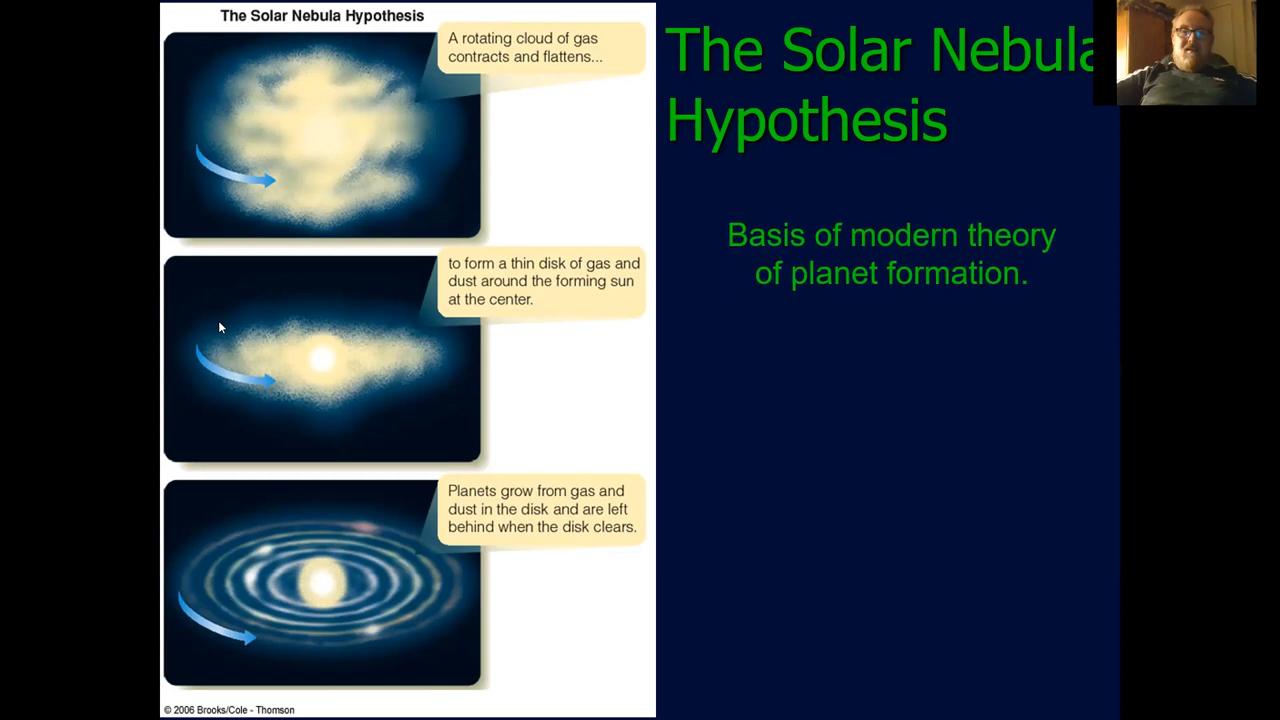 The Solar Nebula Hypothesis
A rotating cloud of gas
contracts and flattens...
to form a thin disk of gas and
dust around the forming sun
at the center.
Planets grow from gas and
dust in the disk and are left
behind when the disk clears.
© 2006 Brooks/Cole - Thomson
The Solar Nebula
Hypothesis
Basis of modern theory
of planet formation.